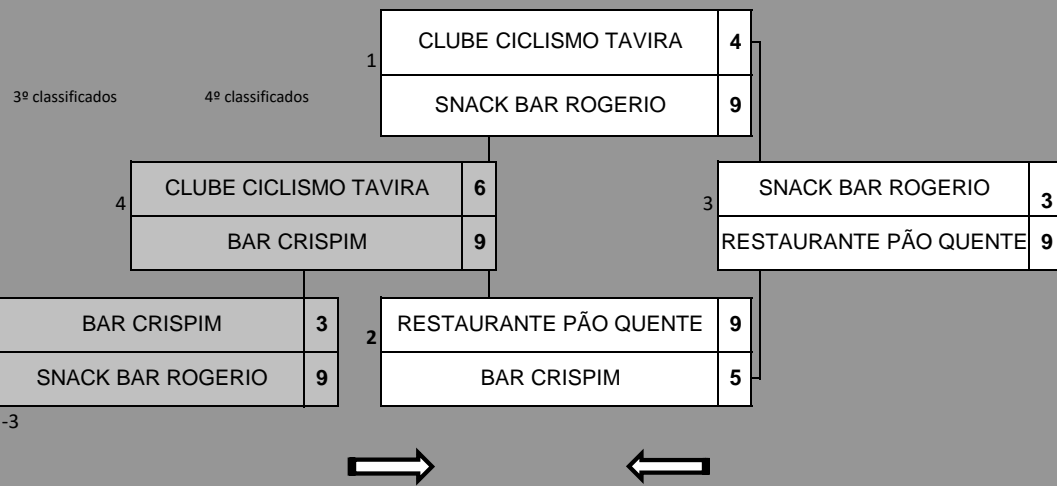 CLUBE CICLISMO TAVIRA 4
1
SNACK BAR ROGERIO 9
3º classificados 4º classificados
CLUBE CICLISMO TAVIRA 6
4
BAR CRISPIM 9
SNACK BAR ROGERIO 3
3
RESTAURANTE PÃO QUENTE 9
BAR CRISPIM 3
SNACK BAR ROGERIO 9
-3
RESTAURANTE PÃO QUENTE 9
2
BAR CRISPIM 5